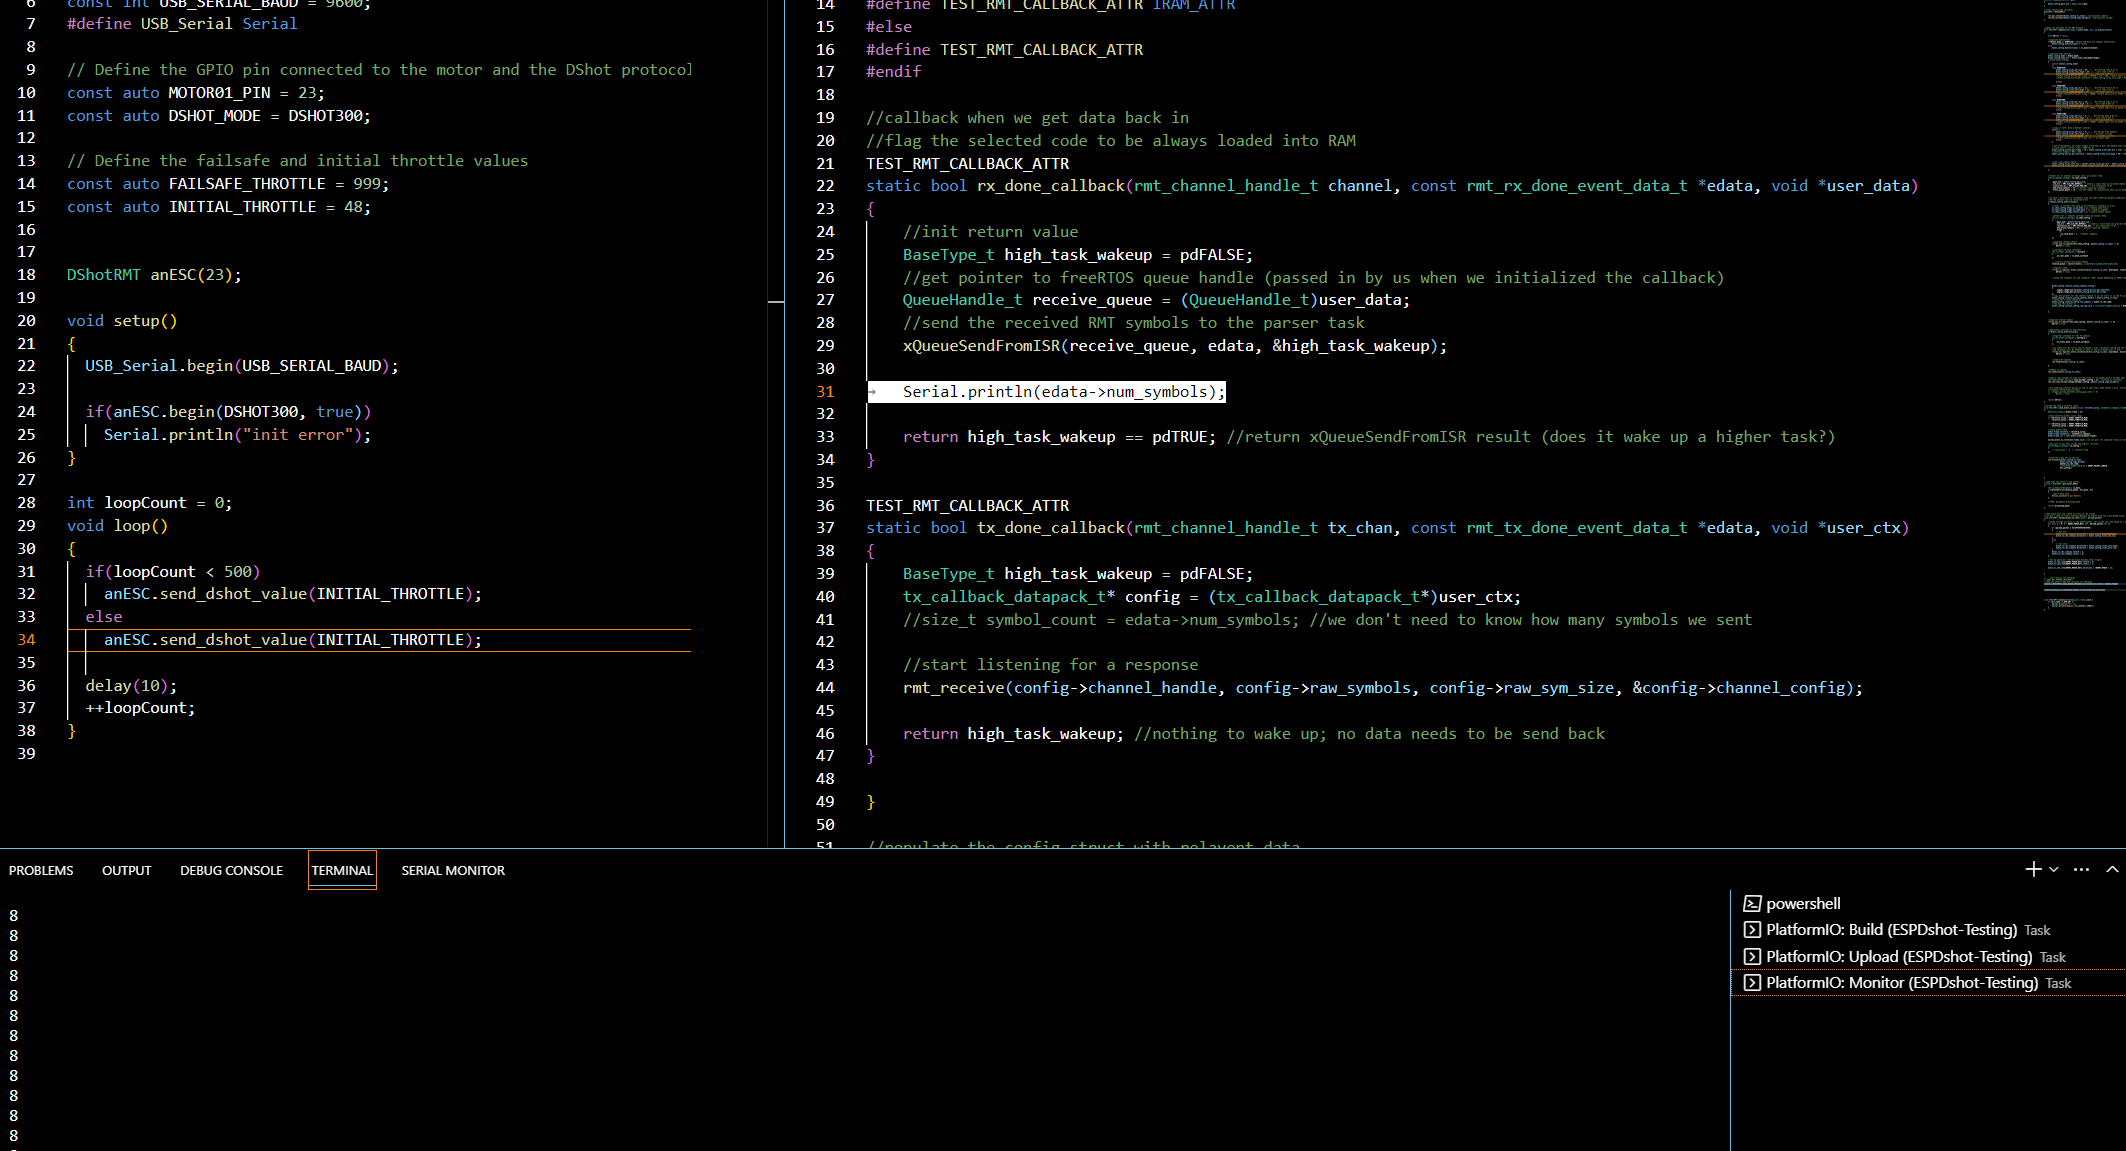 6 const int USB_SERIAL_BAUD = 9600;
7 #define USB_Serial Serial
8
9 // Define the GPIO pin connected to the motor and the DShot protocol
10 const auto MOTOR01_PIN = 23;
11 const auto DSHOT_MODE = DSHOT300;
12
13 // Define the failsafe and initial throttle values
14 const auto FAILSAFE_THROTTLE = 999;
15 const auto INITIAL_THROTTLE = 48;
16
17
18 DShotRMT anESC(23);
19
20 void setup()
21 {
22 USB_Serial.begin(USB_SERIAL_BAUD);
23
24 if(anESC.begin(DSHOT300, true))
25 Serial.println("init error");
26 }
27
28 int loopCount = 0;
29 void loop()
30 {
31 if(loopCount < 500)
32 anESC.send_dshot_value(INITIAL_THROTTLE);
33 else
34 anESC.send_dshot_value(INITIAL_THROTTLE);
35
36 delay(10);
37 ++loopCount;
38 }
39
14 #define TEST_RMT_CALLBACK_ATTR IRAM_ATTR
15 #else
16 #define TEST_RMT_CALLBACK_ATTR
17 #endif
18
19 //callback when we get data back in
20 //flag the selected code to be always loaded into RAM
21 TEST_RMT_CALLBACK_ATTR
22 static bool rx_done_callback(rmt_channel_handle_t channel, const rmt_rx_done_event_data_t *edata, void *user_data)
23 {
24 //init return value
25 BaseType_t high_task_wakeup = pdFALSE;
26 //get pointer to freeRTOS queue handle (passed in by us when we initialized the callback)
27 QueueHandle_t receive_queue = (QueueHandle_t)user_data;
28 //send the received RMT symbols to the parser task
29 xQueueSendFromISR(receive_queue, edata, &high_task_wakeup);
30
31 → Serial.println(edata->num_symbols);
32
33 return high_task_wakeup == pdTRUE; //return xQueueSendFromISR result (does it wake up a higher task?)
34 }
35
36 TEST_RMT_CALLBACK_ATTR
37 static bool tx_done_callback(rmt_channel_handle_t tx_chan, const rmt_tx_done_event_data_t *edata, void *user_ctx)
38 {
39 BaseType_t high_task_wakeup = pdFALSE;
40 tx_callback_datapack_t* config = (tx_callback_datapack_t*)user_ctx;
41 //size_t symbol_count = edata->num_symbols; //we don't need to know how many symbols we sent
42
43 //start listening for a response
44 rmt_receive(config->channel_handle, config->raw_symbols, config->raw_sym_size, &config->channel_config);
45
46 return high_task_wakeup; //nothing to wake up; no data needs to be send back
47 }
48
49 }
50
51 //populate the config struct with relavent data
PROBLEMS OUTPUT DEBUG CONSOLE TERMINAL SERIAL MONITOR
8
8
8
8
8
8
8
8
8
8
8
8
powershell
PlatformIO: Build (ESPDshot-Testing) Task
PlatformIO: Upload (ESPDshot-Testing) Task
PlatformIO: Monitor (ESPDshot-Testing) Task